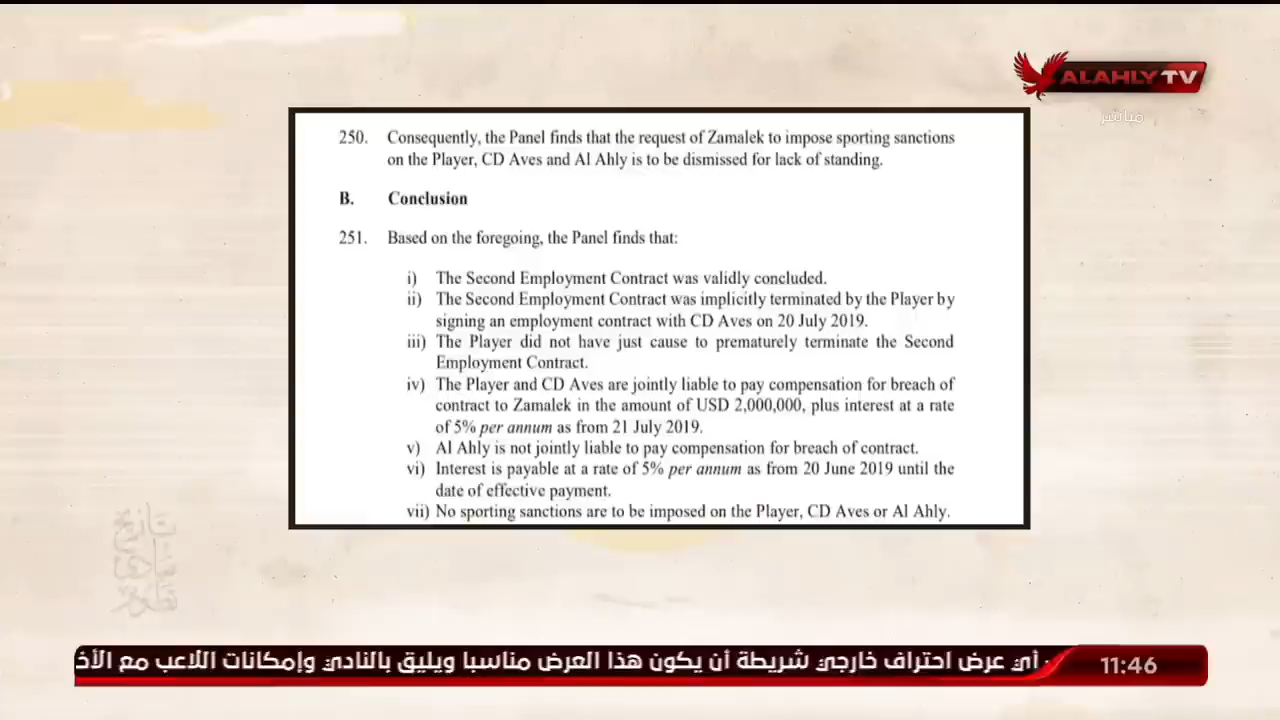 ALAHLY TV
مباشر
250. Consequently, the Panel finds that the request of Zamalek to impose sporting sanctions
on the Player, CD Aves and Al Ahly is to be dismissed for lack of standing.
B. Conclusion
251. Based on the foregoing, the Panel finds that:
i) The Second Employment Contract was validly concluded.
ii) The Second Employment Contract was implicitly terminated by the Player by
signing an employment contract with CD Aves on 20 July 2019.
iii) The Player did not have just cause to prematurely terminate the Second
Employment Contract.
iv) The Player and CD Aves are jointly liable to pay compensation for breach of
contract to Zamalek in the amount of USD 2,000,000, plus interest at a rate
of 5% per annum as from 21 July 2019.
v) Al Ahly is not jointly liable to pay compensation for breach of contract.
vi) Interest is payable at a rate of 5% per annum as from 20 June 2019 until the
date of effective payment.
vii) No sporting sanctions are to be imposed on the Player, CD Aves or Al Ahly.
أي عرض احتراف خارجي شريطة أن يكون هذا العرض مناسبا ويليق بالنادي وإمكانات اللاعب مع الأخ
11:46